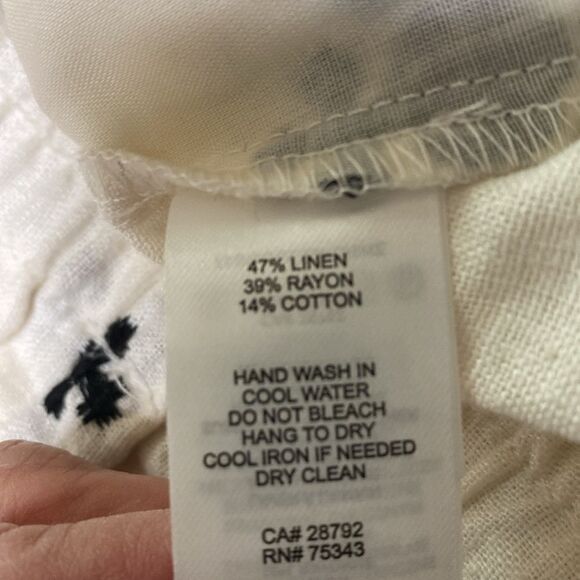 47% LINEN
39% RAYON
14% COTTON
HAND WASH IN
COOL WATER
DO NOT BLEACH
HANG TO DRY
COOL IRON IF NEEDED
DRY CLEAN
CA# 28792
RN# 75343